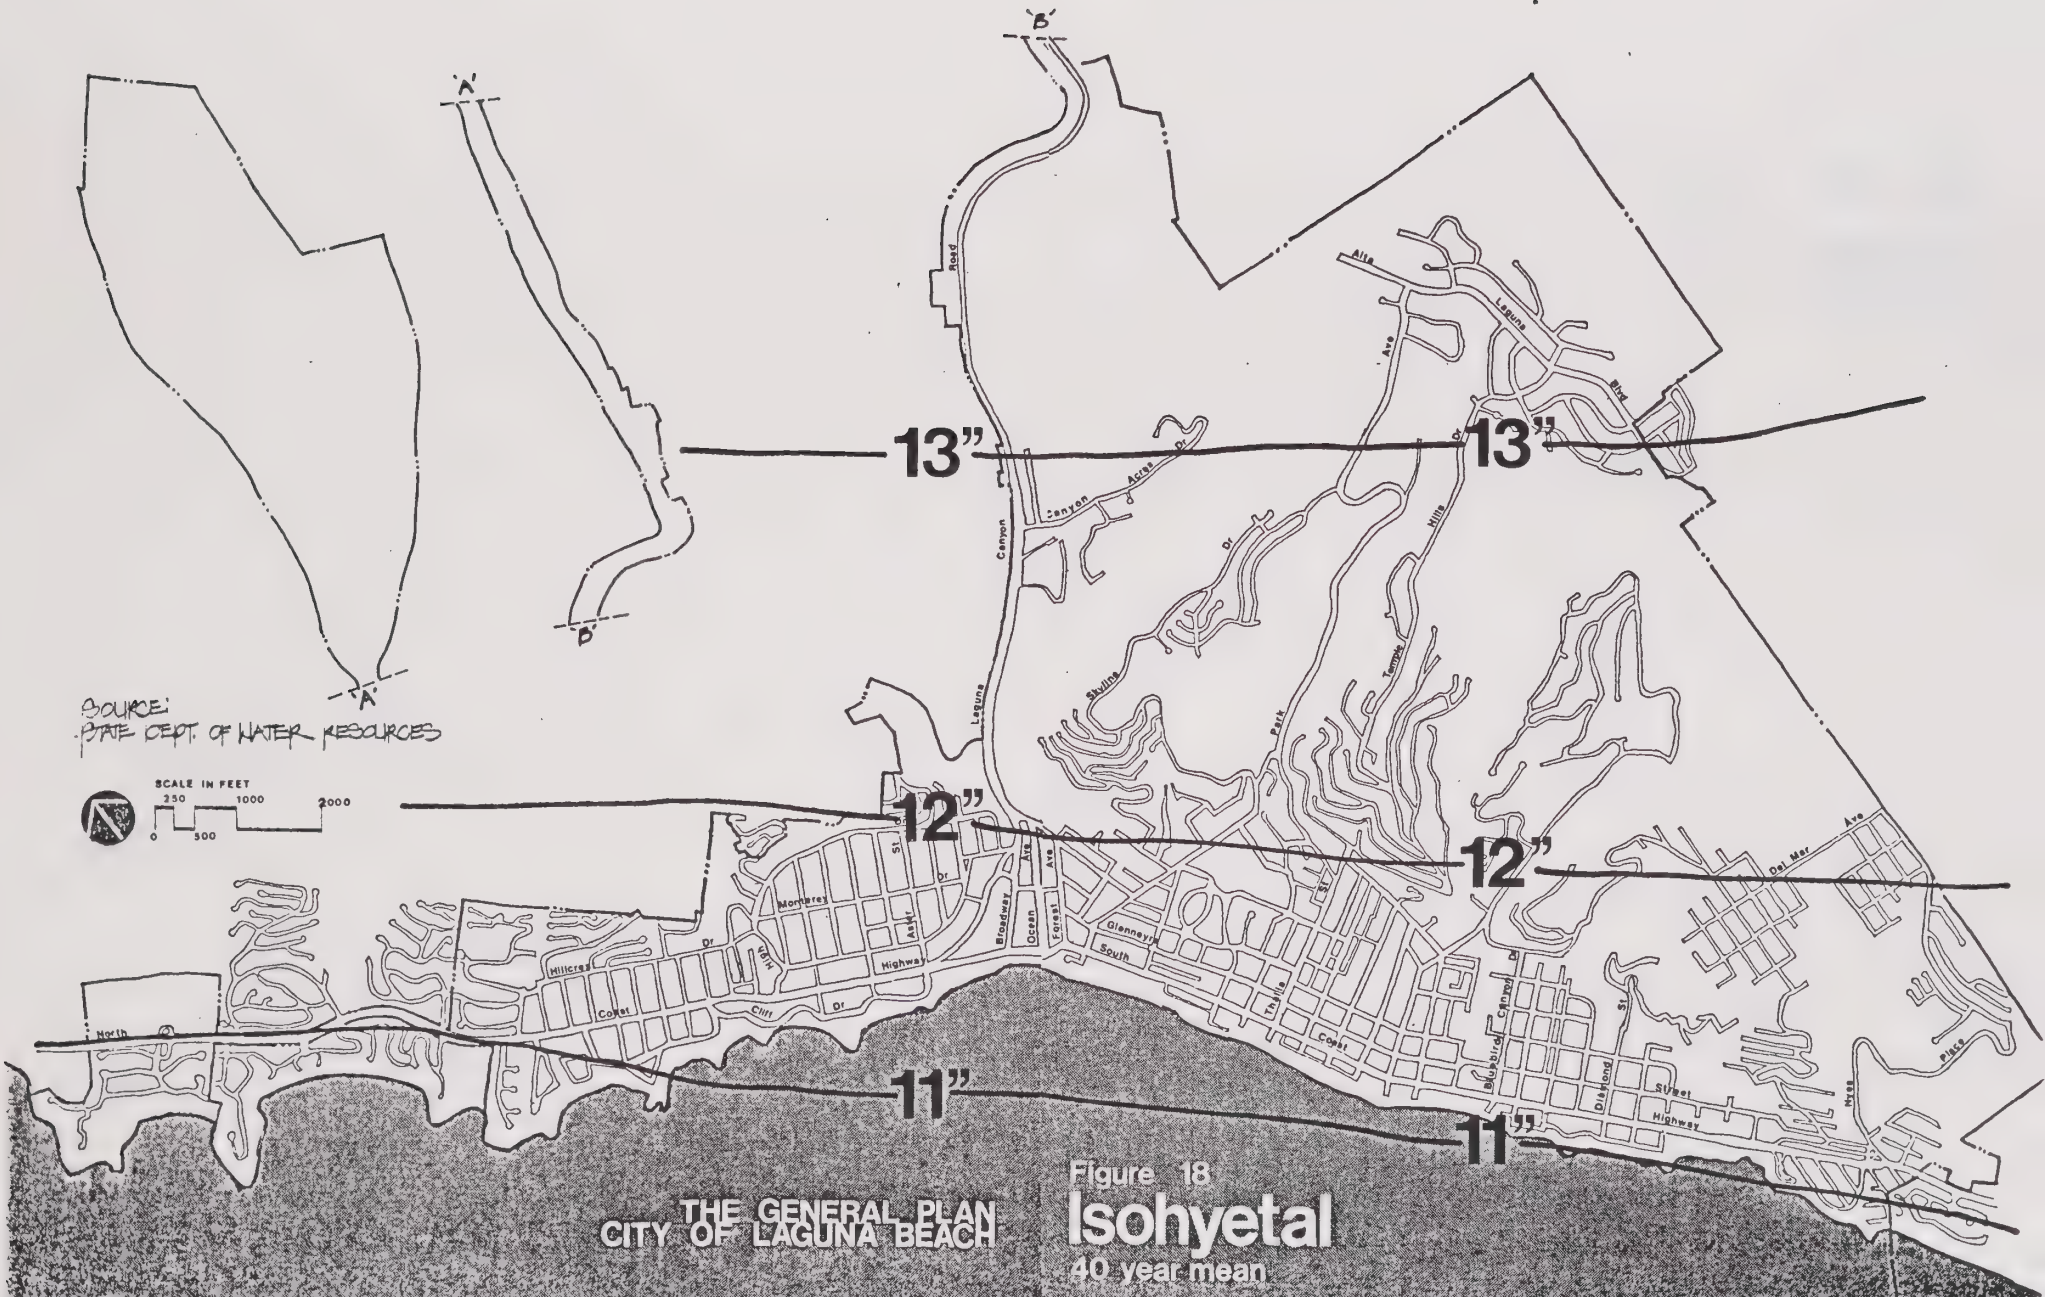 'B'
'A'
Road
Alta
Laguna
Blvd
Ave
13”
13”
Dr
Acres
Canyon
Dr
Hills
Canyon
Dr
Temple
Skyline
Park
Laguna
'B'
'A'
SOURCE:
STATE DEPT. OF WATER RESOURCES
SCALE IN FEET
250 1000 2000
0 500
12”
12”
St
Ave
Ave
Del Mar
Ave
Dr
St
Monterey
Aster
Broadway
Ocean
Forest
Glenneyre
South
High
Dr
Hillcrest
Highway
Coast
Cliff
Dr
North
Thalia
Coast
Bluebird
Canyon
Dr
St
Diamond
Street
Highway
Nyes
Place
11”
11”
THE GENERAL PLAN
CITY OF LAGUNA BEACH
Figure 18
Isohyetal
40 year mean